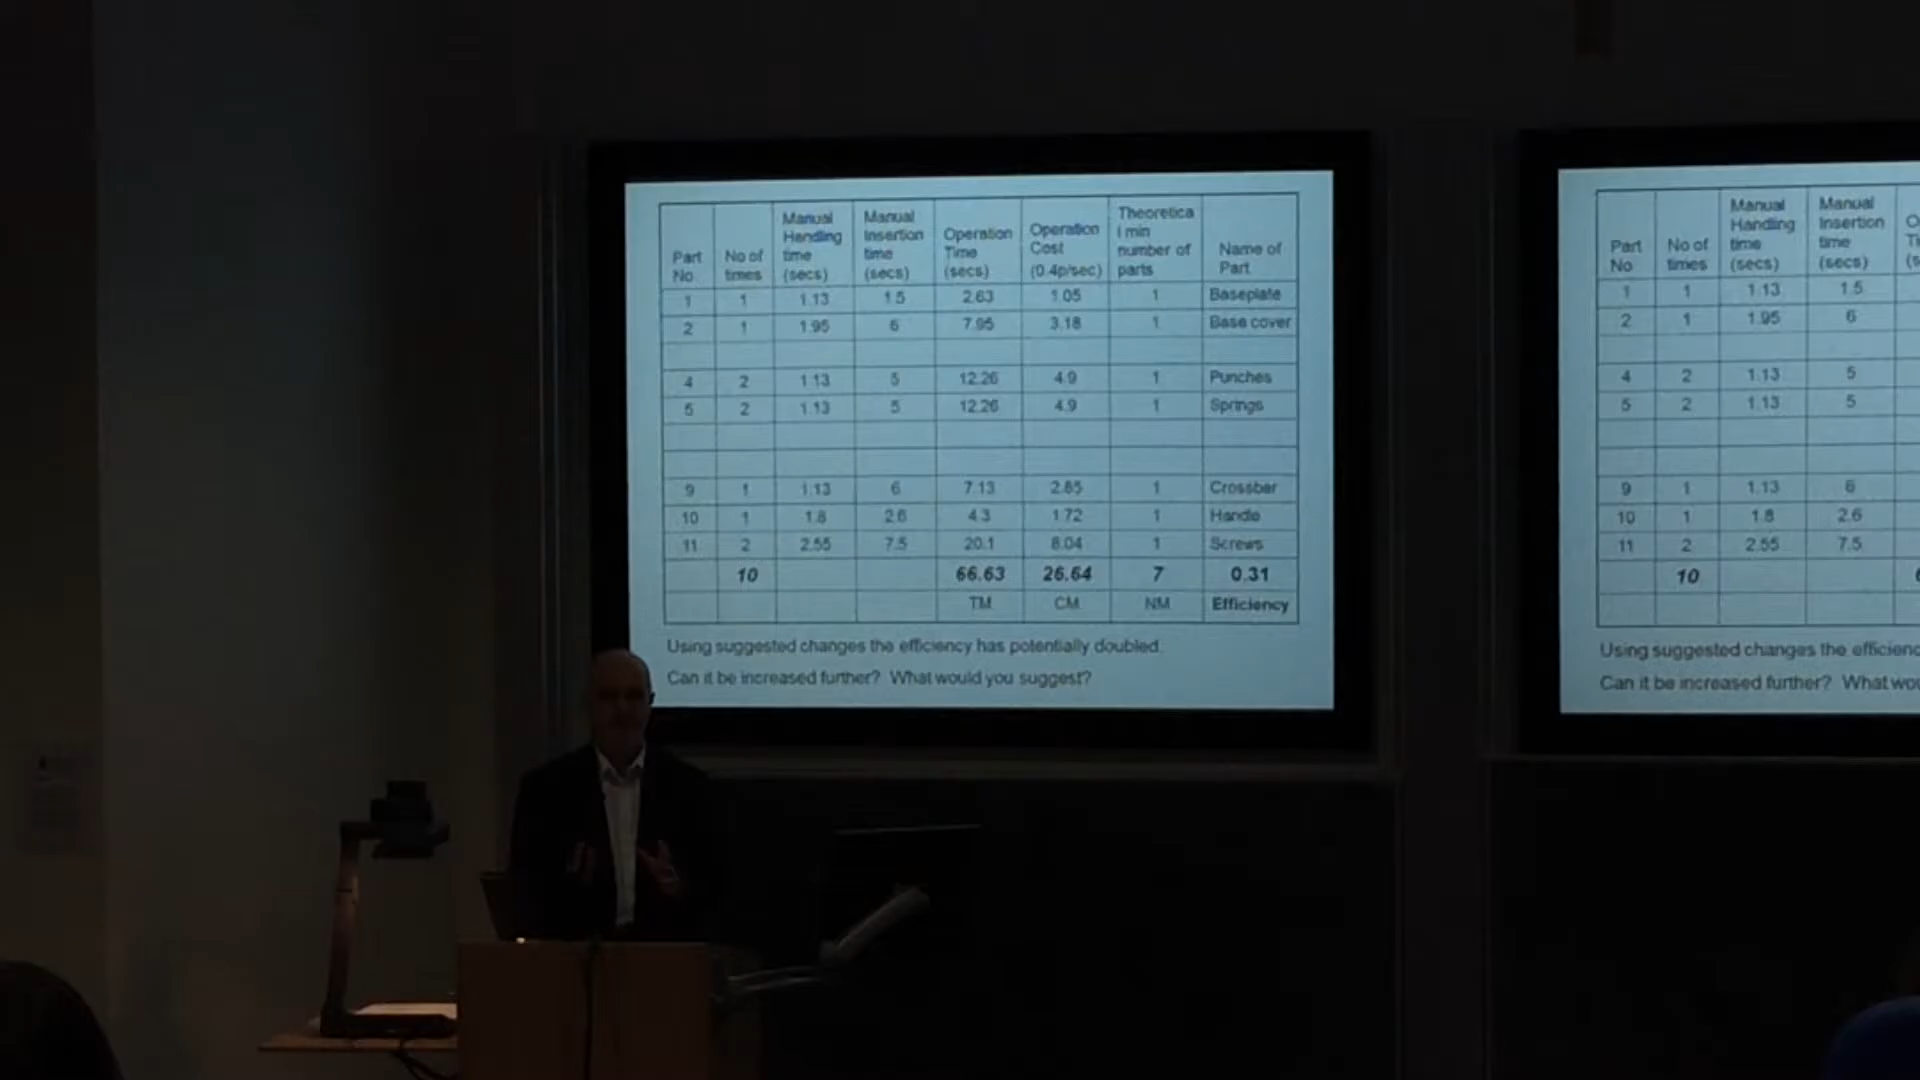 Part No | No of times | Manual Handling time (secs) | Manual Insertion time (secs) | Operation Time (secs) | Operation Cost (0.4p/sec) | Theoretica l min number of parts | Name of Part
1 | 1 | 1.13 | 1.5 | 2.63 | 1.05 | 1 | Baseplate
2 | 1 | 1.95 | 6 | 7.95 | 3.18 | 1 | Base cover
4 | 2 | 1.13 | 5 | 12.26 | 4.9 | 1 | Punches
5 | 2 | 1.13 | 5 | 12.26 | 4.9 | 1 | Springs
9 | 1 | 1.13 | 6 | 7.13 | 2.85 | 1 | Crossbar
10 | 1 | 1.8 | 2.6 | 4.3 | 1.72 | 1 | Handle
11 | 2 | 2.55 | 7.5 | 20.1 | 8.04 | 1 | Screws
10 | 66.63 | 26.64 | 7 | 0.31
TM | CM | NM | Efficiency
Using suggested changes the efficiency has potentially doubled.
Can it be increased further? What would you suggest?
Part No | No of times | Manual Handling time (secs) | Manual Insertion time (secs)
1 | 1 | 1.13 | 1.5
2 | 1 | 1.95 | 6
4 | 2 | 1.13 | 5
5 | 2 | 1.13 | 5
9 | 1 | 1.13 | 6
10 | 1 | 1.8 | 2.6
11 | 2 | 2.55 | 7.5
10
Using suggested changes the efficienc
Can it be increased further? What wou